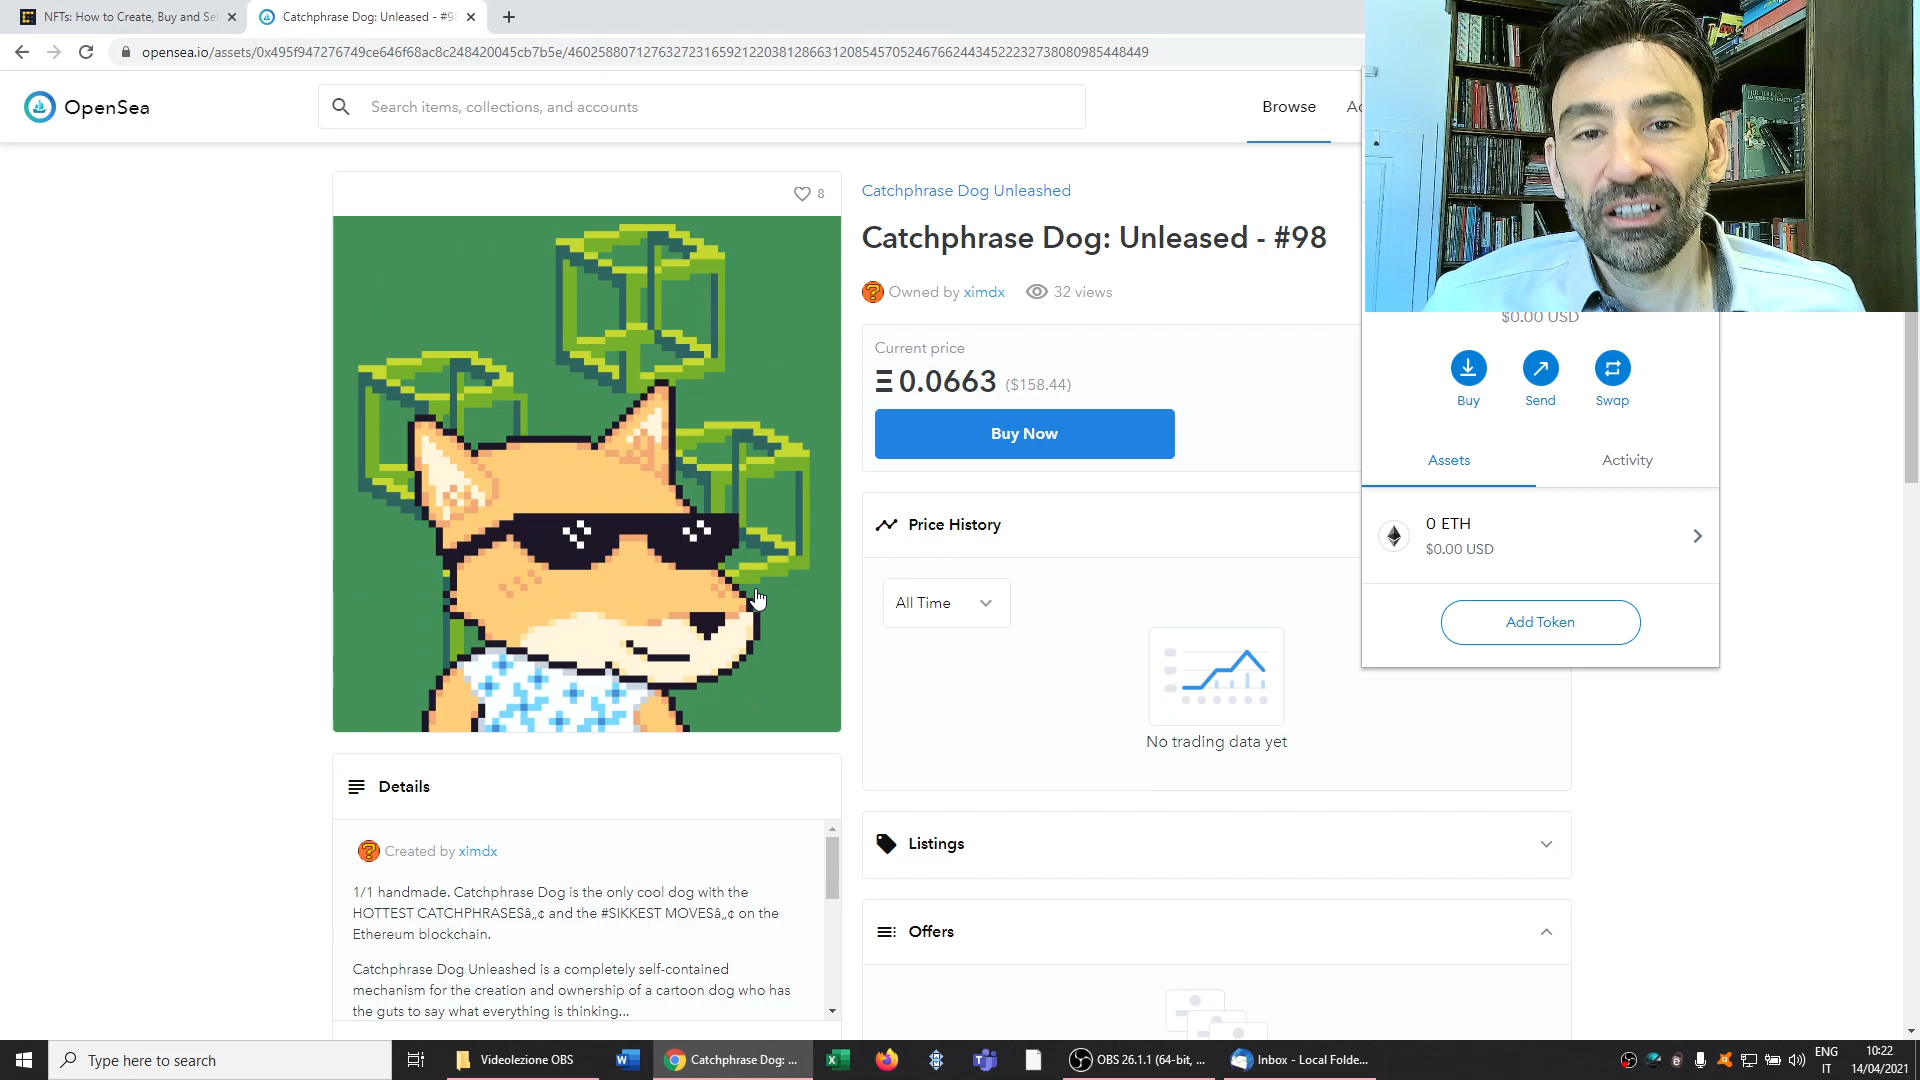 NFTs: How to Create, Buy and Sel
Catchphrase Dog: Unleased - #98
opensea.io/assets/0x495f947276749ce646f68ac8c248420045cb7b5e/46025880712763272316592122038128663120854570524676624434522232738080985448449
OpenSea
Search items, collections, and accounts
Browse
Ac
8
Catchphrase Dog Unleashed
Catchphrase Dog: Unleased - #98
Owned by ximdx
32 views
Current price
0.0663 ($158.44)
Buy Now
Price History
All Time
No trading data yet
Listings
Offers
Details
Created by ximdx
1/1 handmade. Catchphrase Dog is the only cool dog with the
HOTTEST CATCHPHRASESâ„¢ and the #SIKKEST MOVESâ„¢ on the
Ethereum blockchain.
Catchphrase Dog Unleashed is a completely self-contained
mechanism for the creation and ownership of a cartoon dog who has
the guts to say what everything is thinking...
$0.00 USD
Buy
Send
Swap
Assets
Activity
0 ETH
$0.00 USD
Add Token
Type here to search
Videolezione OBS
Catchphrase Dog: ...
OBS 26.1.1 (64-bit, ...
Inbox - Local Folde...
ENG
IT
10:22
14/04/2021